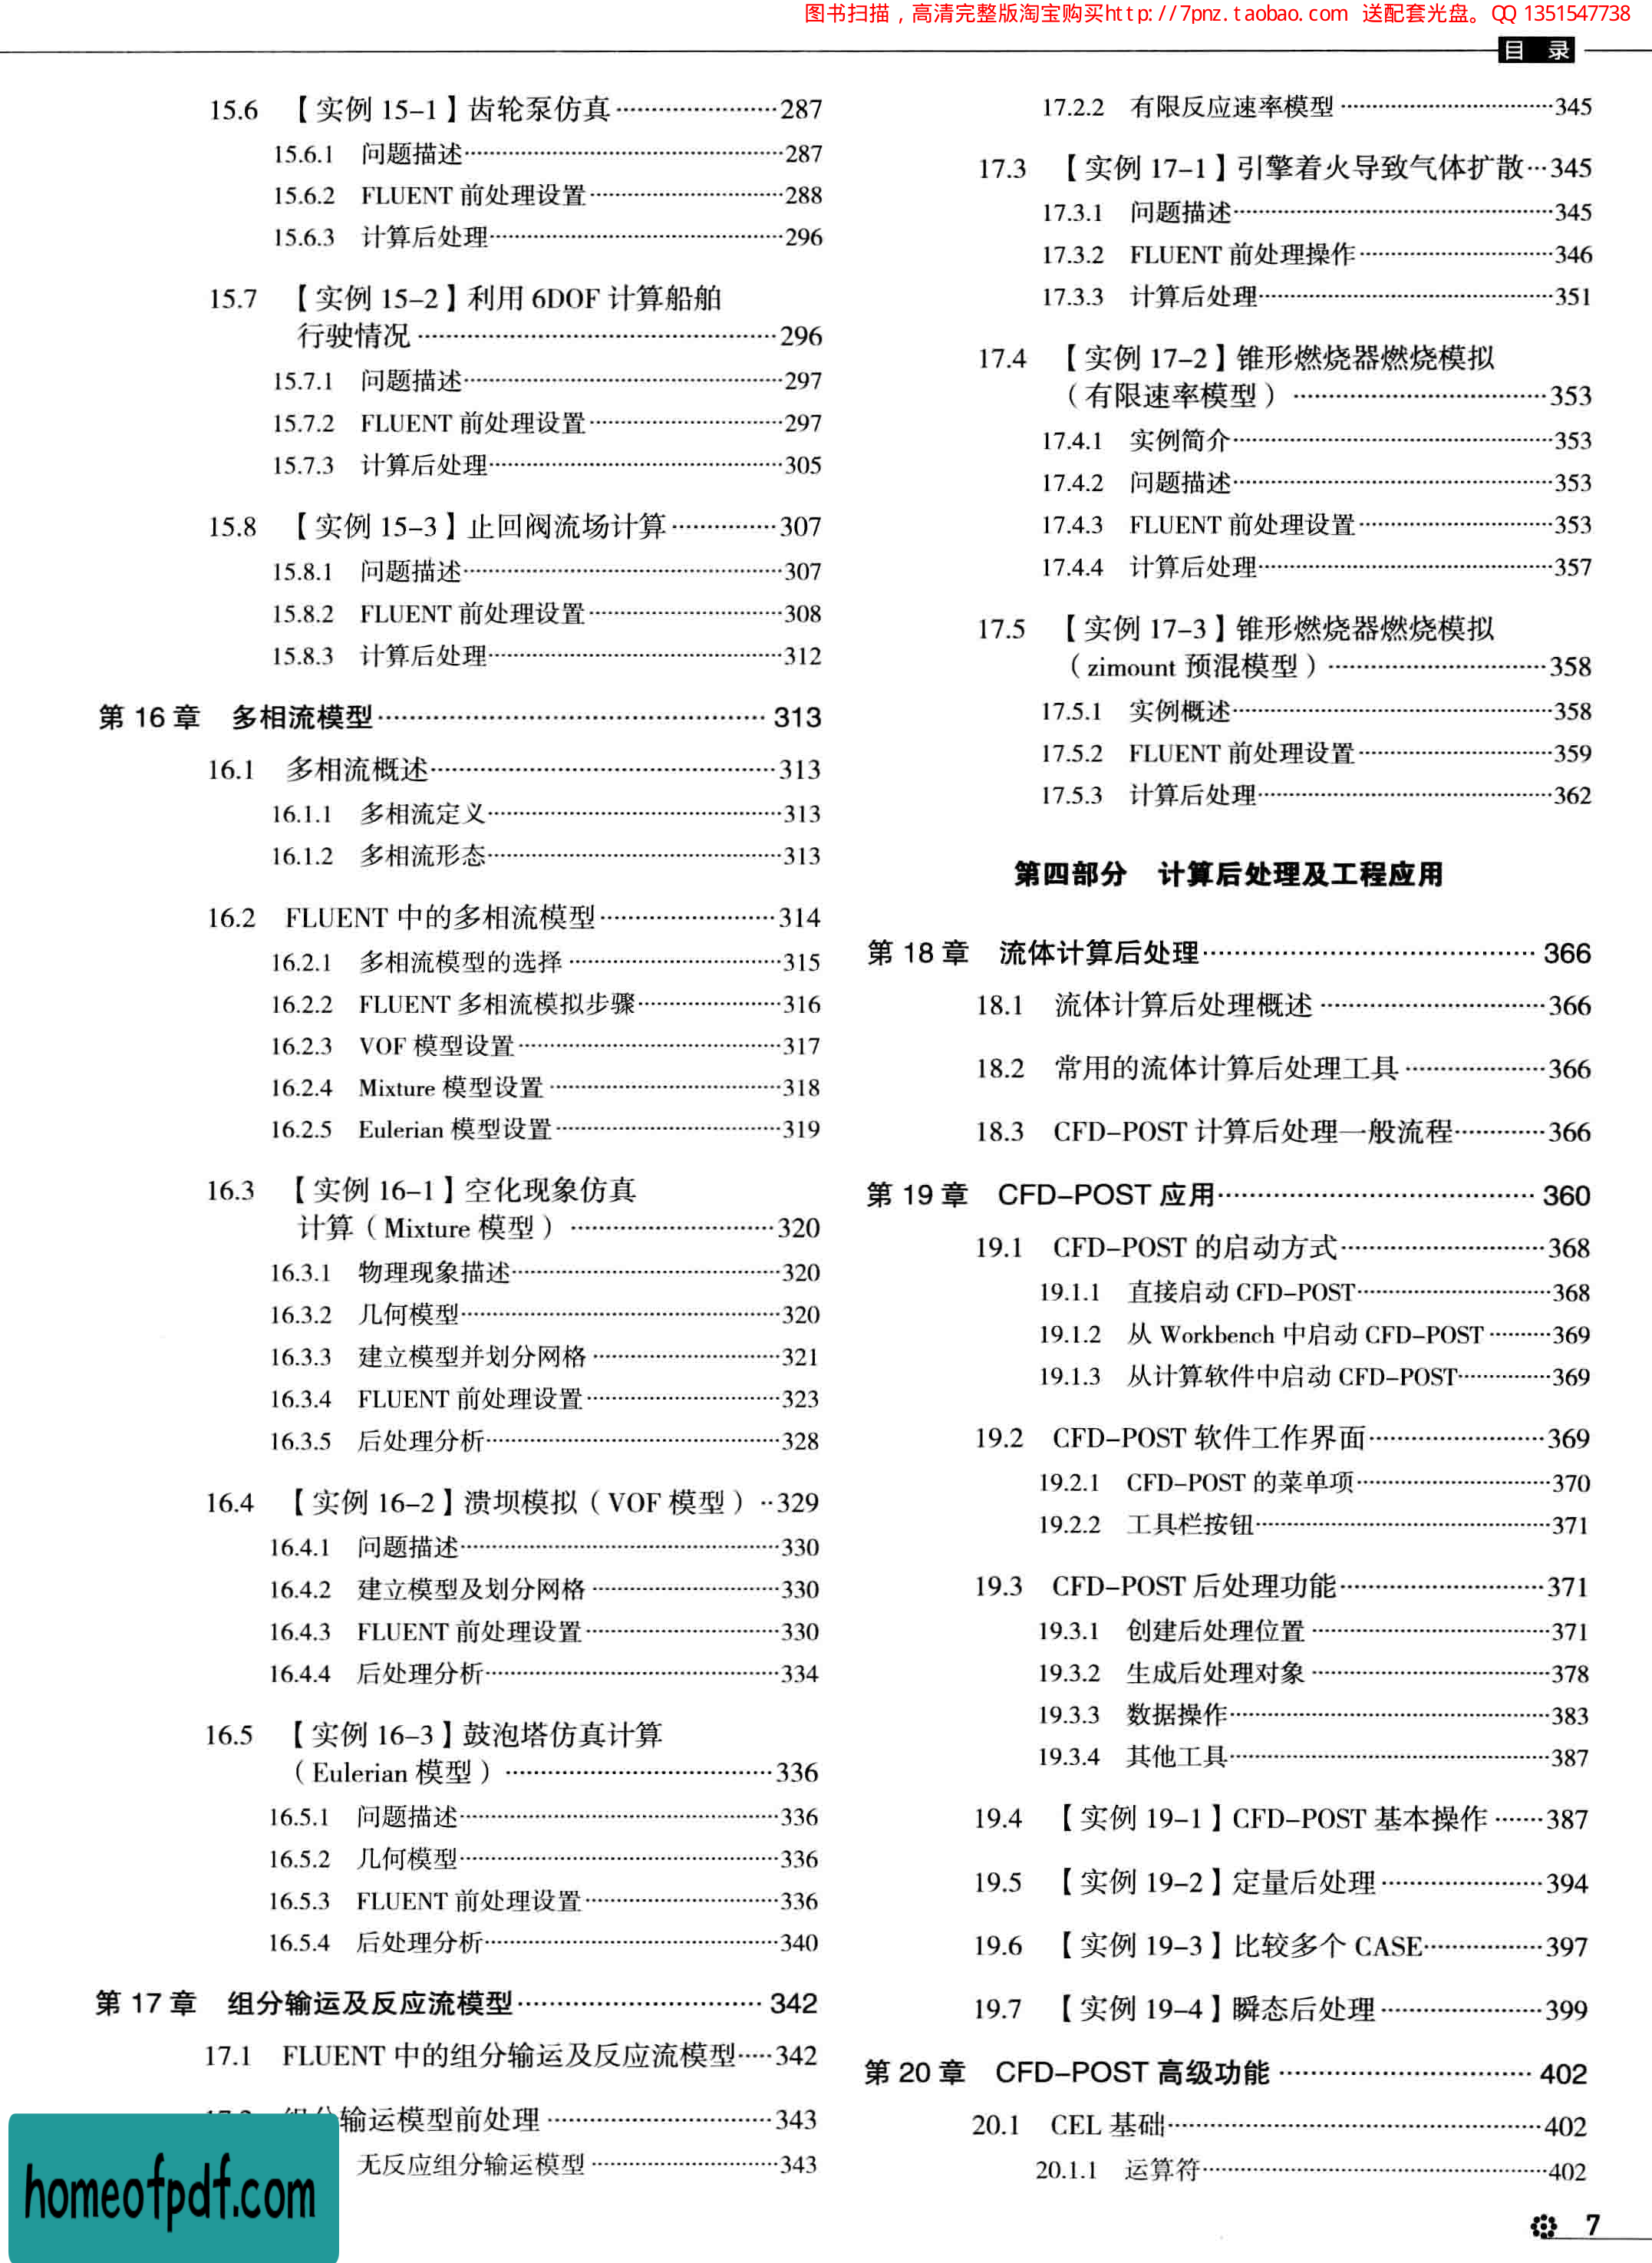 图书扫描，高清完整版淘宝购买http://7pnz.taobao.com 送配套光盘。QQ 1351547738
目 录
15.6 【实例 15-1】齿轮泵仿真 287
15.6.1 问题描述 287
15.6.2 FLUENT 前处理设置 288
15.6.3 计算后处理 296
15.7 【实例 15-2】利用 6DOF 计算船舶
行驶情况 296
15.7.1 问题描述 297
15.7.2 FLUENT 前处理设置 297
15.7.3 计算后处理 305
15.8 【实例 15-3】止回阀流场计算 307
15.8.1 问题描述 307
15.8.2 FLUENT 前处理设置 308
15.8.3 计算后处理 312
第 16 章 多相流模型 313
16.1 多相流概述 313
16.1.1 多相流定义 313
16.1.2 多相流形态 313
16.2 FLUENT 中的多相流模型 314
16.2.1 多相流模型的选择 315
16.2.2 FLUENT 多相流模拟步骤 316
16.2.3 VOF 模型设置 317
16.2.4 Mixture 模型设置 318
16.2.5 Eulerian 模型设置 319
16.3 【实例 16-1】空化现象仿真
计算（Mixture 模型） 320
16.3.1 物理现象描述 320
16.3.2 几何模型 320
16.3.3 建立模型并划分网格 321
16.3.4 FLUENT 前处理设置 323
16.3.5 后处理分析 328
16.4 【实例 16-2】溃坝模拟（VOF 模型） 329
16.4.1 问题描述 330
16.4.2 建立模型及划分网格 330
16.4.3 FLUENT 前处理设置 330
16.4.4 后处理分析 334
16.5 【实例 16-3】鼓泡塔仿真计算
（Eulerian 模型） 336
16.5.1 问题描述 336
16.5.2 几何模型 336
16.5.3 FLUENT 前处理设置 336
16.5.4 后处理分析 340
第 17 章 组分输运及反应流模型 342
17.1 FLUENT 中的组分输运及反应流模型 342
输运模型前处理 343
无反应组分输运模型 343
17.2.2 有限反应速率模型 345
17.3 【实例 17-1】引擎着火导致气体扩散 345
17.3.1 问题描述 345
17.3.2 FLUENT 前处理操作 346
17.3.3 计算后处理 351
17.4 【实例 17-2】锥形燃烧器燃烧模拟
（有限速率模型） 353
17.4.1 实例简介 353
17.4.2 问题描述 353
17.4.3 FLUENT 前处理设置 353
17.4.4 计算后处理 357
17.5 【实例 17-3】锥形燃烧器燃烧模拟
（zimount 预混模型） 358
17.5.1 实例概述 358
17.5.2 FLUENT 前处理设置 359
17.5.3 计算后处理 362
第四部分 计算后处理及工程应用
第 18 章 流体计算后处理 366
18.1 流体计算后处理概述 366
18.2 常用的流体计算后处理工具 366
18.3 CFD-POST 计算后处理一般流程 366
第 19 章 CFD-POST 应用 360
19.1 CFD-POST 的启动方式 368
19.1.1 直接启动 CFD-POST 368
19.1.2 从 Workbench 中启动 CFD-POST 369
19.1.3 从计算软件中启动 CFD-POST 369
19.2 CFD-POST 软件工作界面 369
19.2.1 CFD-POST 的菜单项 370
19.2.2 工具栏按钮 371
19.3 CFD-POST 后处理功能 371
19.3.1 创建后处理位置 371
19.3.2 生成后处理对象 378
19.3.3 数据操作 383
19.3.4 其他工具 387
19.4 【实例 19-1】CFD-POST 基本操作 387
19.5 【实例 19-2】定量后处理 394
19.6 【实例 19-3】比较多个 CASE 397
19.7 【实例 19-4】瞬态后处理 399
第 20 章 CFD-POST 高级功能 402
20.1 CEL 基础 402
20.1.1 运算符 402
homeofpdf.com
7